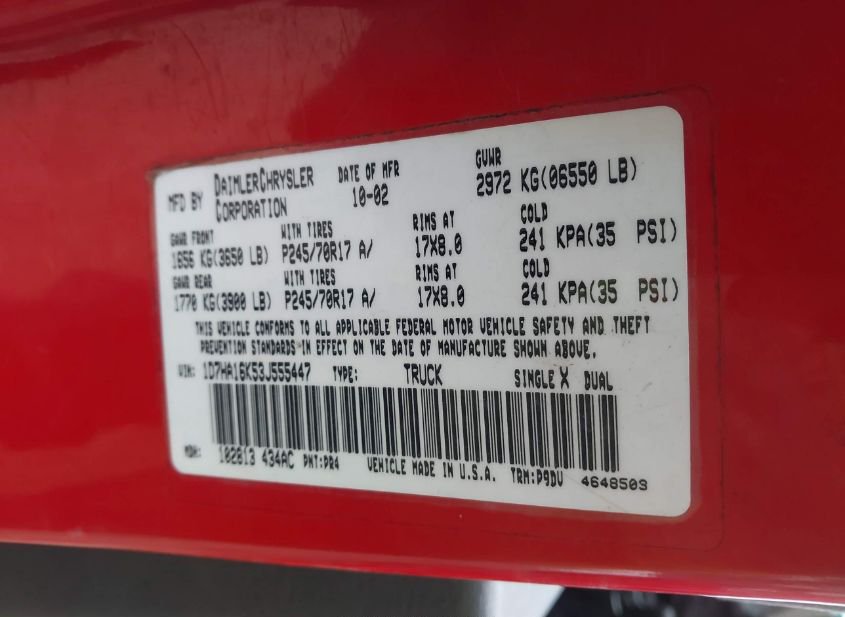 MFD BY DAIMLERCHRYSLER CORPORATION DATE OF MFR 10-02 GVWR 2972 KG(06550 LB)
GAWR FRONT WITH TIRES RIMS AT COLD
1656 KG(3650 LB) P245/70R17 A/ 17X8.0 241 KPA(35 PSI)
GAWR REAR WITH TIRES RIMS AT COLD
1770 KG(3900 LB) P245/70R17 A/ 17X8.0 241 KPA(35 PSI)
THIS VEHICLE CONFORMS TO ALL APPLICABLE FEDERAL MOTOR VEHICLE SAFETY AND THEFT
PREVENTION STANDARDS IN EFFECT ON THE DATE OF MANUFACTURE SHOWN ABOVE.
VIN: 1D7HA16K53J555447 TYPE: TRUCK SINGLE X DUAL
MDH: 102813 434AC PNT:PR4 VEHICLE MADE IN U.S.A. TRM:P9DV 4648503